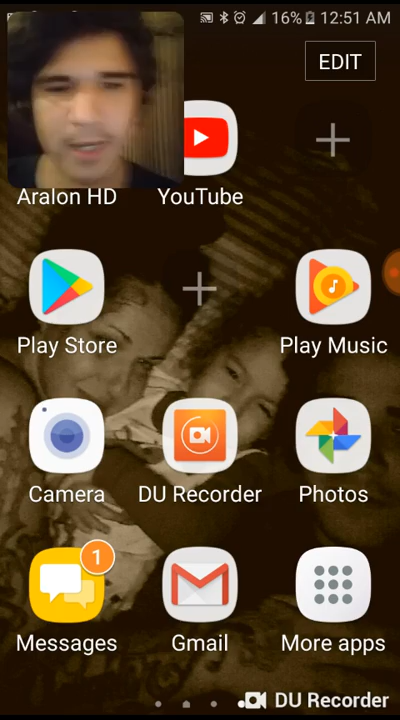 16% 12:51 AM
EDIT
Aralon HD YouTube
Play Store Play Music
Camera DU Recorder Photos
1
Messages Gmail More apps
DU Recorder